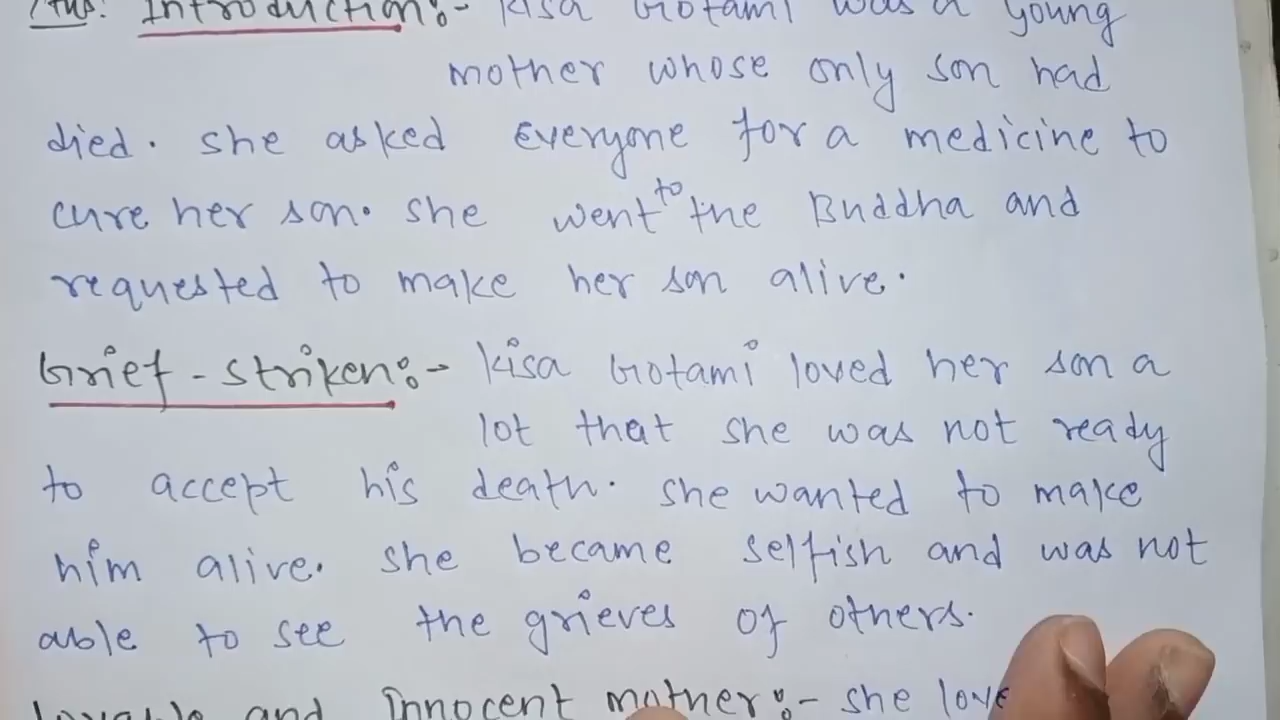 Ans: Introduction:- Kisa Gotami was a young
mother whose only son had
died. she asked everyone for a medicine to
cure her son. she went to the Buddha and
requested to make her son alive.
Grief-striken:- Kisa Gotami loved her son a
lot that she was not ready
to accept his death. she wanted to make
him alive. she became selfish and was not
able to see the grieves of others.
Lovable and Innocent mother:- she love